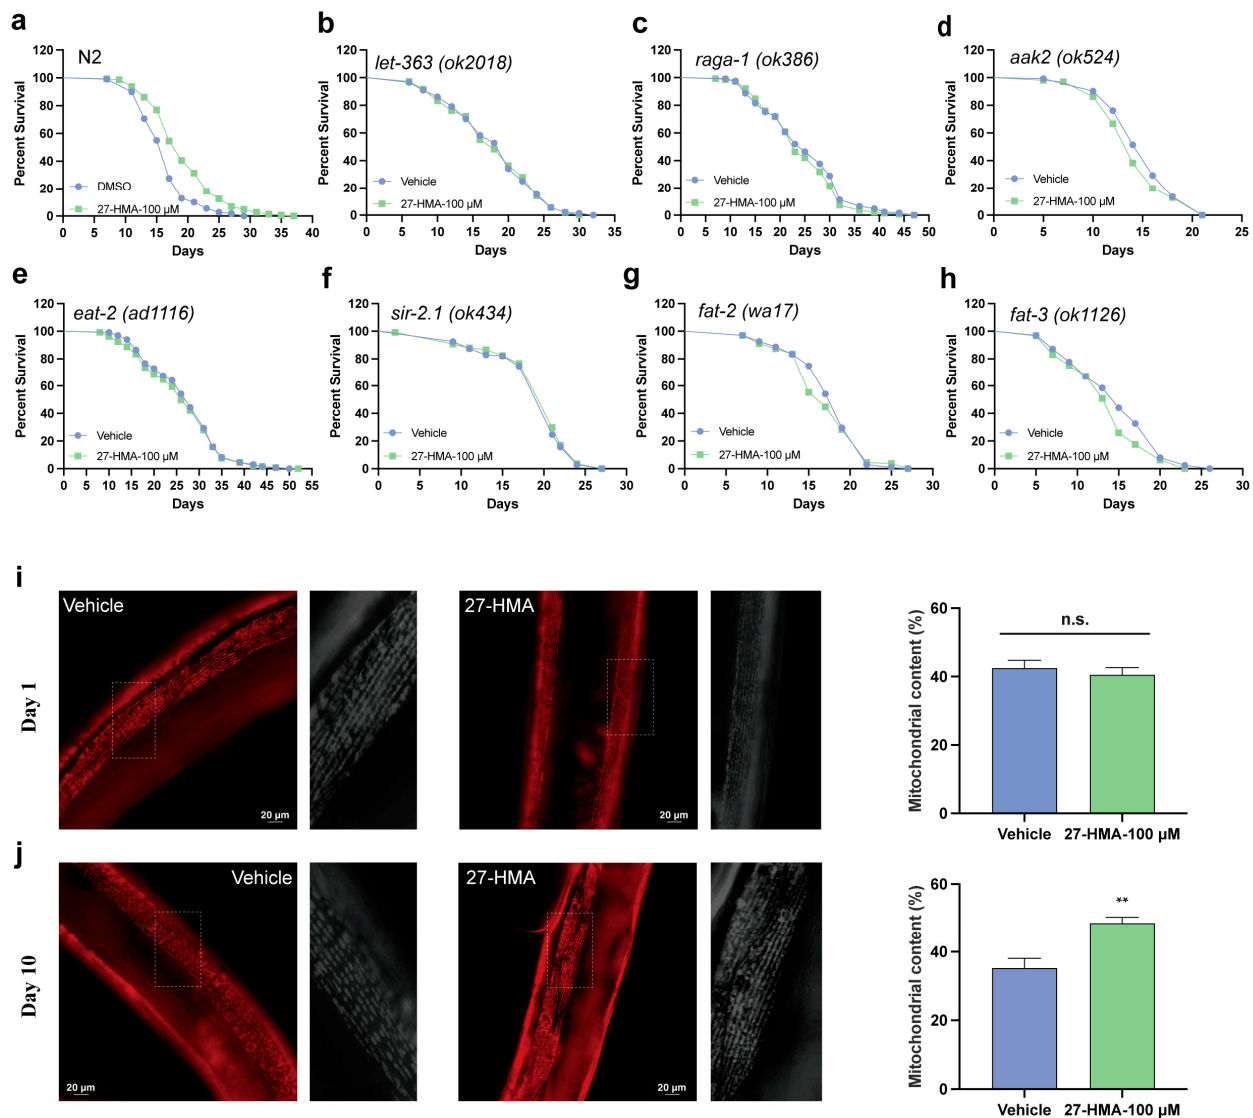 a
N2
Percent Survival
120
100
80
60
40
20
0
DMSO
27-HMA-100 μM
0 5 10 15 20 25 30 35 40
Days
b
let-363 (ok2018)
Percent Survival
120
100
80
60
40
20
0
Vehicle
27-HMA-100 μM
0 5 10 15 20 25 30 35
Days
c
raga-1 (ok386)
Percent Survival
120
100
80
60
40
20
0
Vehicle
27-HMA-100 μM
0 5 10 15 20 25 30 35 40 45 50
Days
d
aak2 (ok524)
Percent Survival
120
100
80
60
40
20
0
Vehicle
27-HMA-100 μM
0 5 10 15 20 25
Days
e
eat-2 (ad1116)
Percent Survival
120
100
80
60
40
20
0
Vehicle
27-HMA-100 μM
0 5 10 15 20 25 30 35 40 45 50 55
Days
f
sir-2.1 (ok434)
Percent Survival
120
100
80
60
40
20
0
Vehicle
27-HMA-100 μM
0 5 10 15 20 25 30
Days
g
fat-2 (wa17)
Percent Survival
120
100
80
60
40
20
0
Vehicle
27-HMA-100 μM
0 5 10 15 20 25 30
Days
h
fat-3 (ok1126)
Percent Survival
120
100
80
60
40
20
0
Vehicle
27-HMA-100 μM
0 5 10 15 20 25 30
Days
i
Day 1
Vehicle
20 μm
27-HMA
20 μm
Mitochondrial content (%)
60
40
20
0
n.s.
Vehicle 27-HMA-100 μM
j
Day 10
Vehicle
20 μm
27-HMA
20 μm
Mitochondrial content (%)
60
40
20
0
**
Vehicle 27-HMA-100 μM